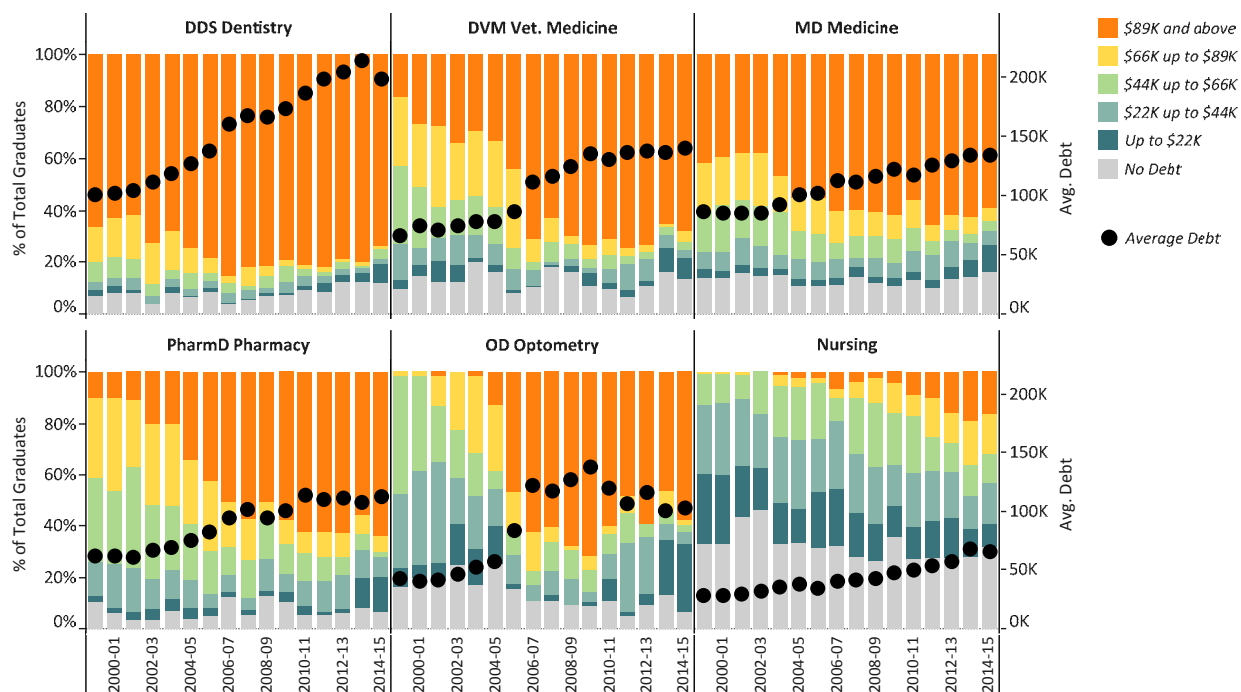 DDS Dentistry
DVM Vet. Medicine
MD Medicine
100%
80%
60%
40%
20%
0%
% of Total Graduates
200K
150K
100K
50K
0K
Avg. Debt
$89K and above
$66K up to $89K
$44K up to $66K
$22K up to $44K
Up to $22K
No Debt
Average Debt
PharmD Pharmacy
OD Optometry
Nursing
100%
80%
60%
40%
20%
0%
% of Total Graduates
200K
150K
100K
50K
0K
Avg. Debt
2000-01
2002-03
2004-05
2006-07
2008-09
2010-11
2012-13
2014-15
2000-01
2002-03
2004-05
2006-07
2008-09
2010-11
2012-13
2014-15
2000-01
2002-03
2004-05
2006-07
2008-09
2010-11
2012-13
2014-15